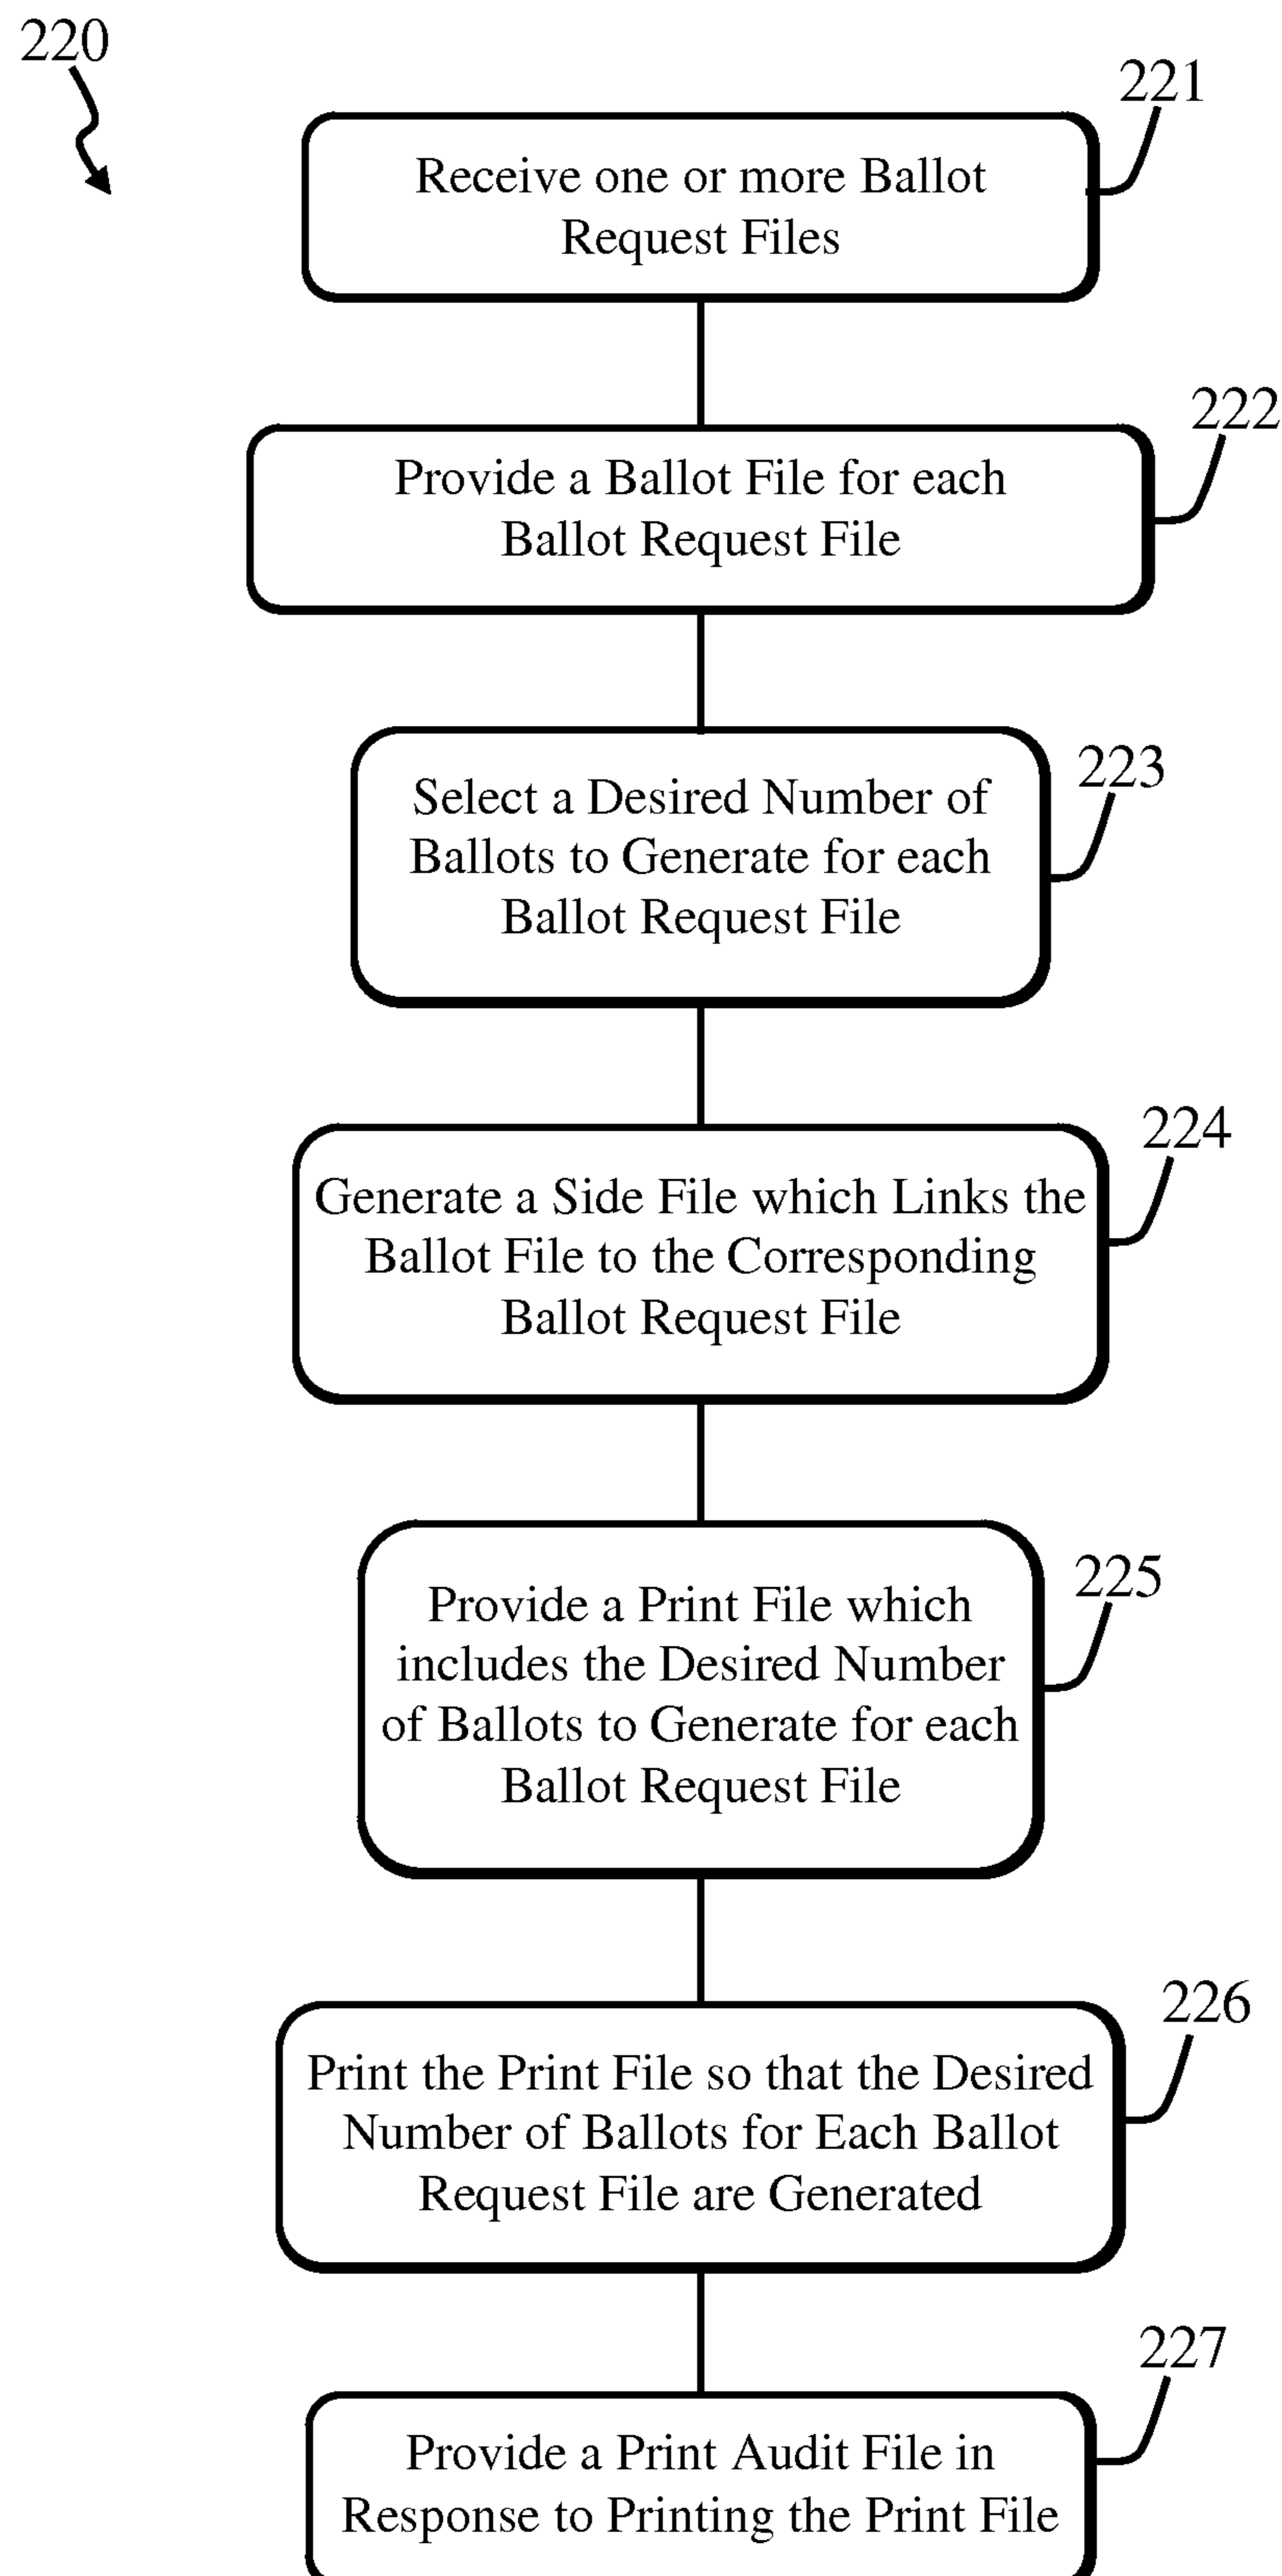 220
221
Receive one or more Ballot
Request Files
222
Provide a Ballot File for each
Ballot Request File
223
Select a Desired Number of
Ballots to Generate for each
Ballot Request File
224
Generate a Side File which Links the
Ballot File to the Corresponding
Ballot Request File
225
Provide a Print File which
includes the Desired Number
of Ballots to Generate for each
Ballot Request File
226
Print the Print File so that the Desired
Number of Ballots for Each Ballot
Request File are Generated
227
Provide a Print Audit File in
Response to Printing the Print File